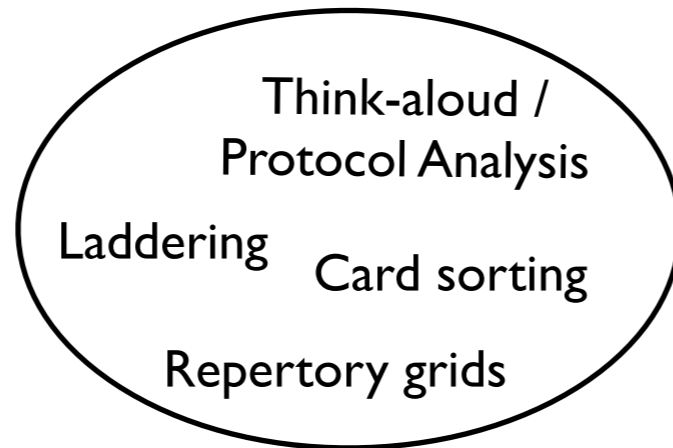 Think-aloud /
Protocol Analysis
Laddering
Card sorting
Repertory grids